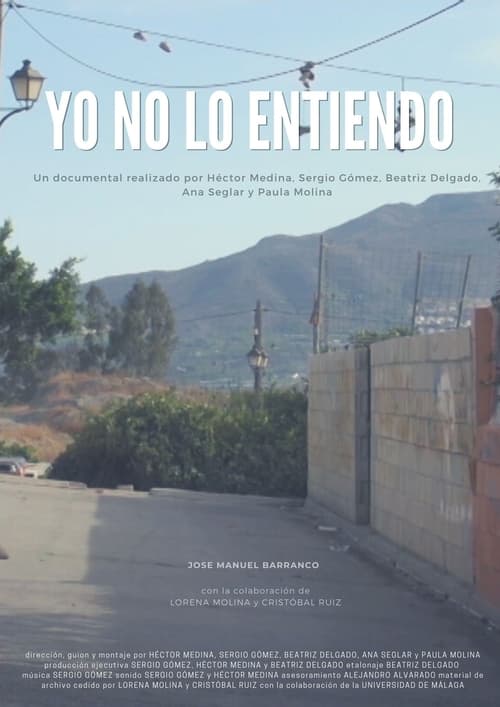 YO NO LO ENTIENDO
Un documental realizado por Héctor Medina, Sergio Gómez, Beatriz Delgado,
Ana Seglar y Paula Molina
JOSE MANUEL BARRANCO
con la colaboración de
LORENA MOLINA y CRISTÓBAL RUIZ
dirección, guion y montaje por HÉCTOR MEDINA, SERGIO GÓMEZ, BEATRIZ DELGADO, ANA SEGLAR y PAULA MOLINA
producción ejecutiva SERGIO GÓMEZ, HÉCTOR MEDINA y BEATRIZ DELGADO etalonaje BEATRIZ DELGADO
música SERGIO GÓMEZ sonido SERGIO GÓMEZ y HÉCTOR MEDINA asesoramiento ALEJANDRO ALVARADO material de
archivo cedido por LORENA MOLINA y CRISTÓBAL RUIZ con la colaboración de la UNIVERSIDAD DE MÁLAGA